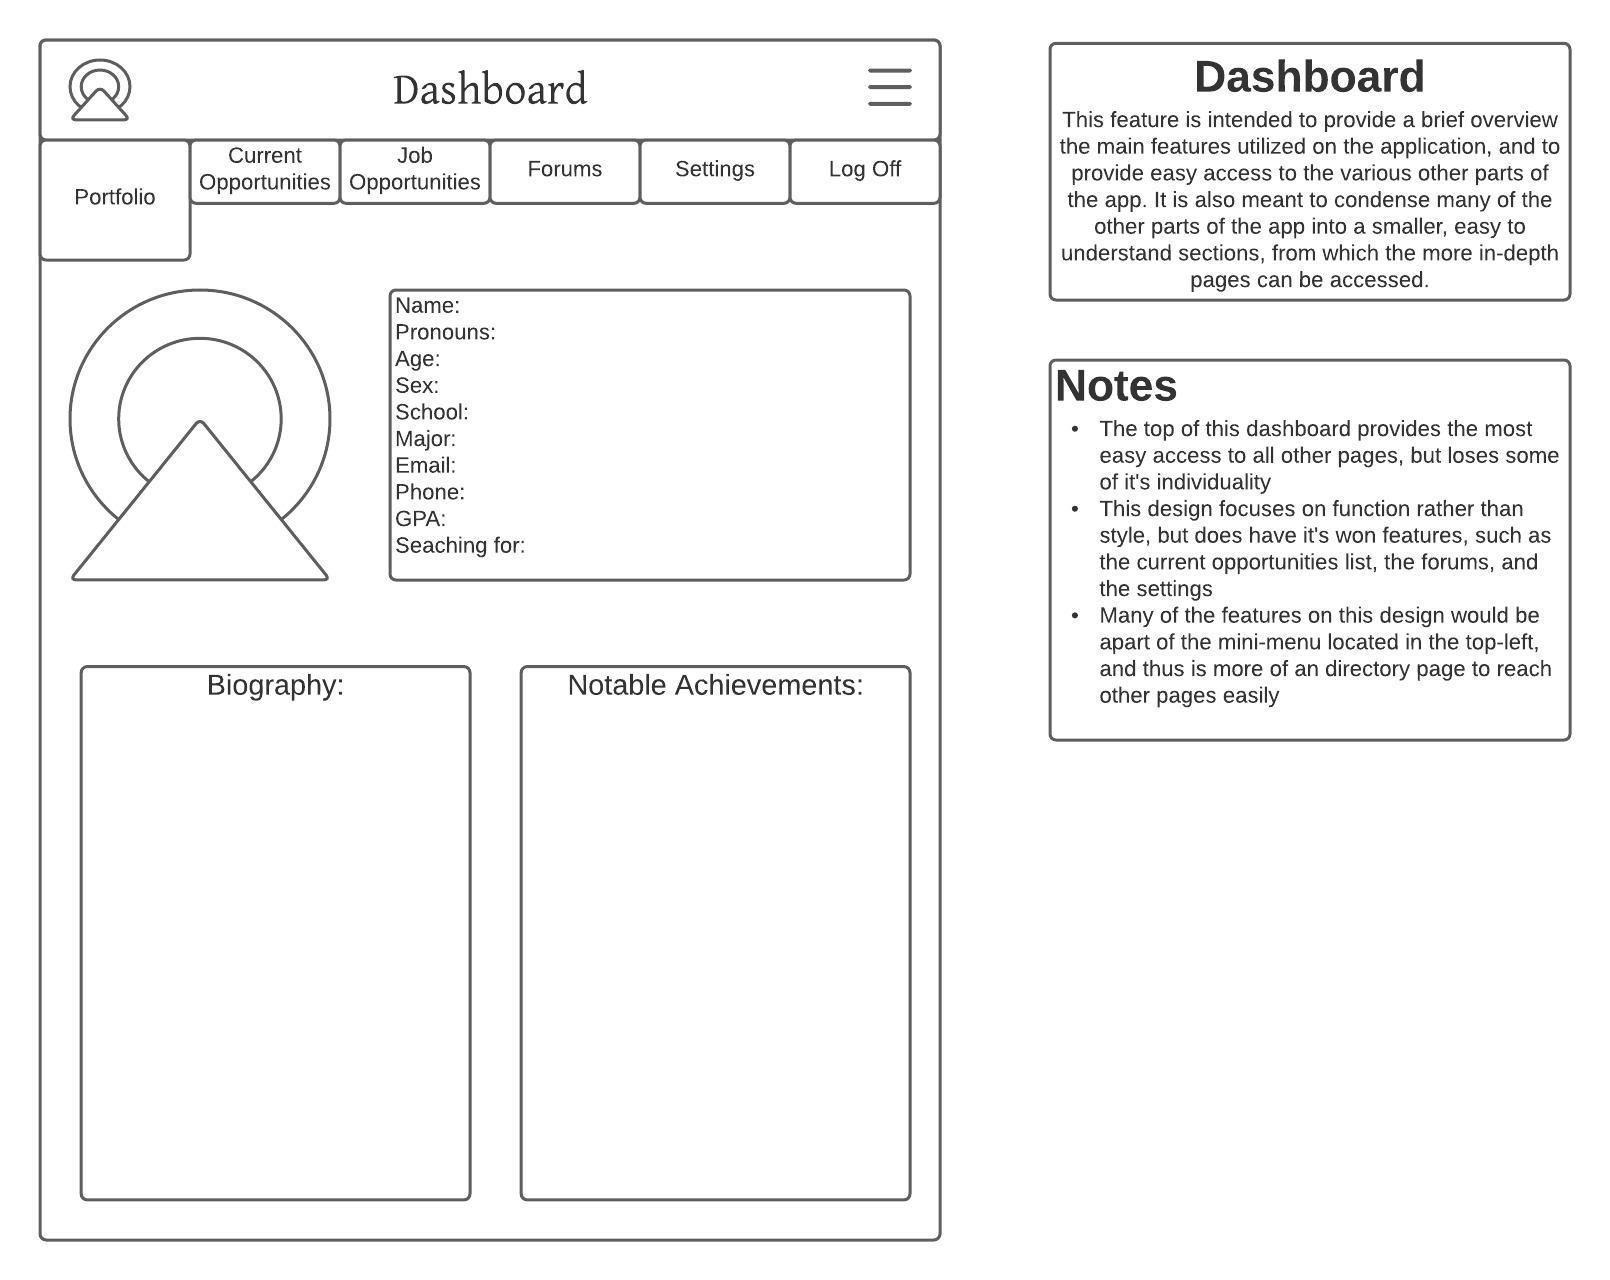 Dashboard
Portfolio
Current
Opportunities
Job
Opportunities
Forums
Settings
Log Off
Name:
Pronouns:
Age:
Sex:
School:
Major:
Email:
Phone:
GPA:
Seaching for:
Biography:
Notable Achievements:
Dashboard
This feature is intended to provide a brief overview
the main features utilized on the application, and to
provide easy access to the various other parts of
the app. It is also meant to condense many of the
other parts of the app into a smaller, easy to
understand sections, from which the more in-depth
pages can be accessed.
Notes
• The top of this dashboard provides the most
easy access to all other pages, but loses some
of it's individuality
• This design focuses on function rather than
style, but does have it's won features, such as
the current opportunities list, the forums, and
the settings
• Many of the features on this design would be
apart of the mini-menu located in the top-left,
and thus is more of an directory page to reach
other pages easily